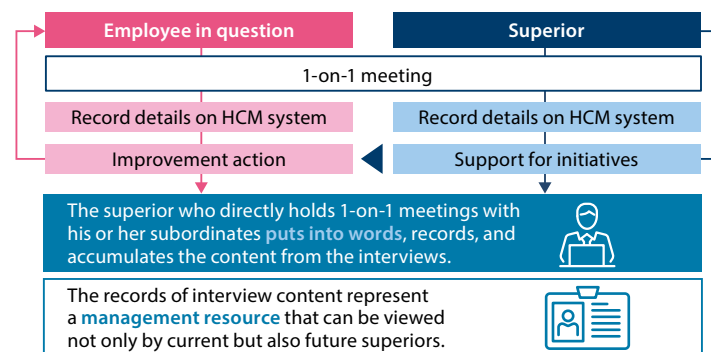 Employee in question
Superior
1-on-1 meeting
Record details on HCM system
Record details on HCM system
Improvement action
Support for initiatives
The superior who directly holds 1-on-1 meetings with
his or her subordinates puts into words, records, and
accumulates the content from the interviews.
The records of interview content represent
a management resource that can be viewed
not only by current but also future superiors.